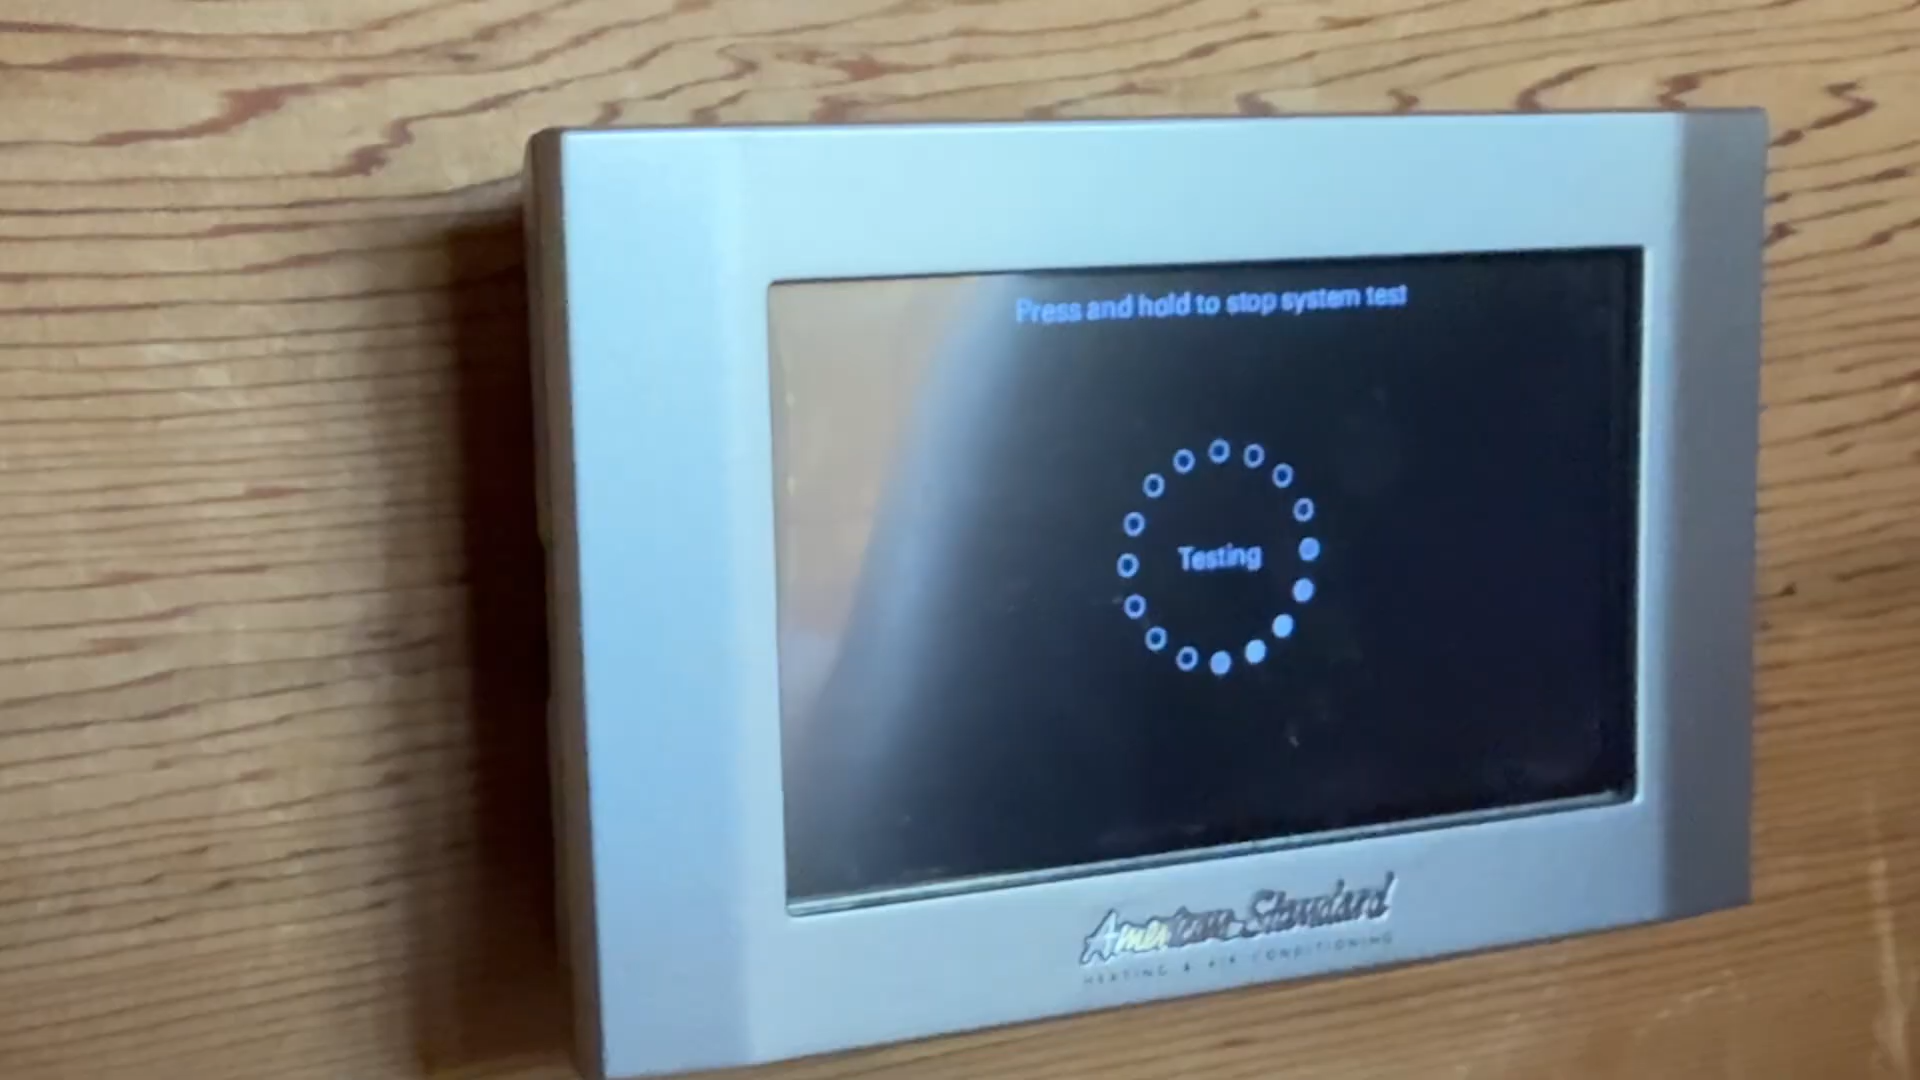 Press and hold to stop system test
Testing
American Standard
HEATING & AIR CONDITIONING